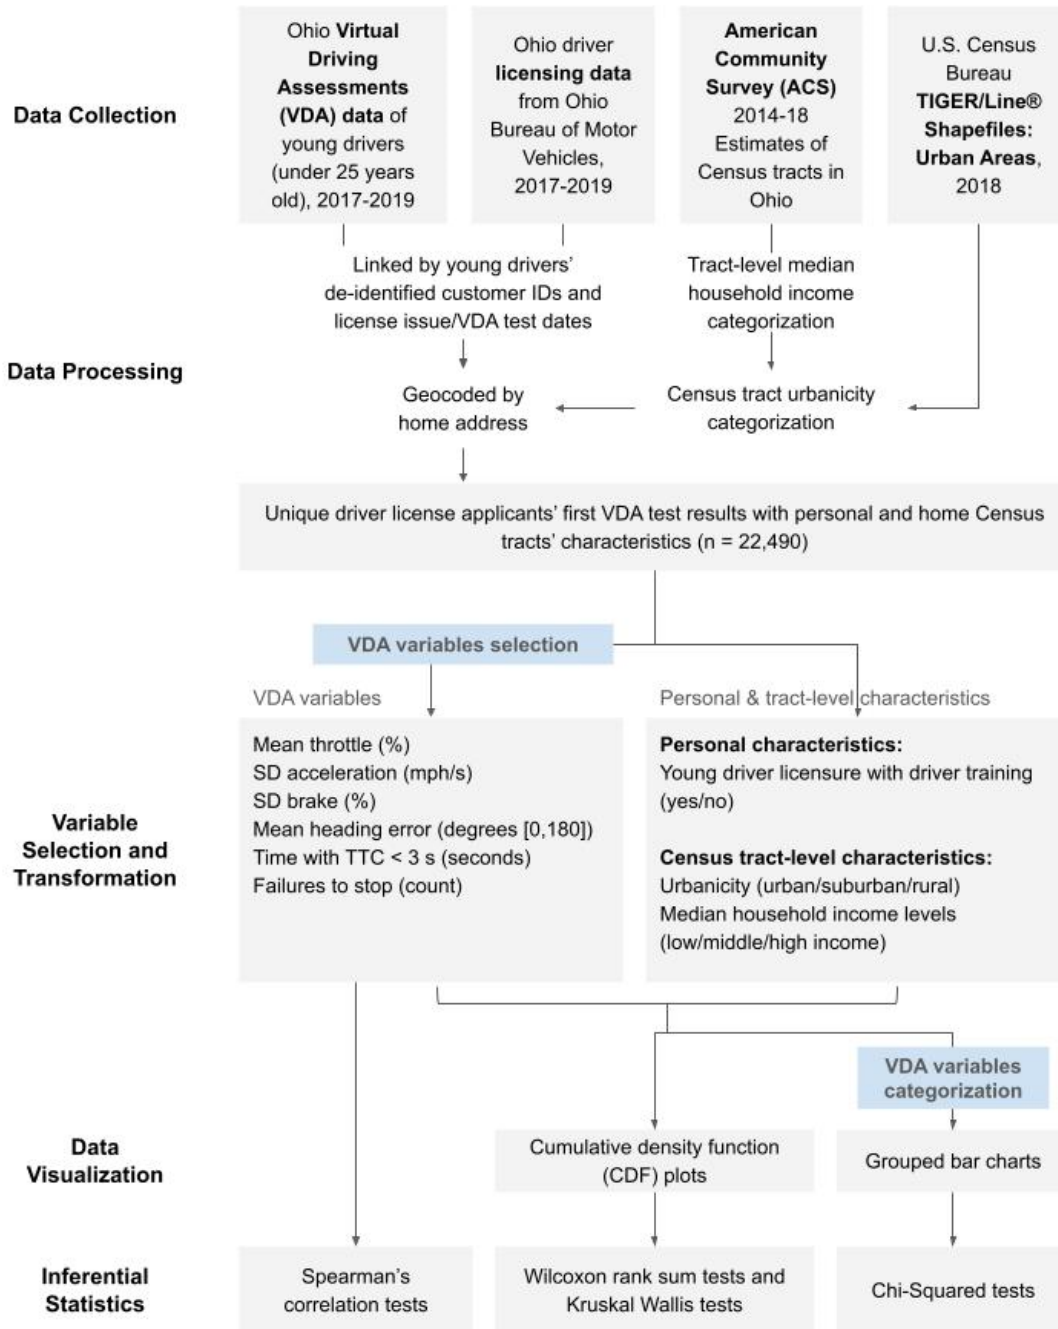 Data Collection
Ohio Virtual
Driving
Assessments
(VDA) data of
young drivers
(under 25 years
old), 2017-2019
Ohio driver
licensing data
from Ohio
Bureau of Motor
Vehicles,
2017-2019
American
Community
Survey (ACS)
2014-18
Estimates of
Census tracts in
Ohio
U.S. Census
Bureau
TIGER/Line®
Shapefiles:
Urban Areas,
2018
Data Processing
Linked by young drivers’
de-identified customer IDs and
license issue/VDA test dates
Tract-level median
household income
categorization
Geocoded by
home address
Census tract urbanicity
categorization
Unique driver license applicants’ first VDA test results with personal and home Census
tracts’ characteristics (n = 22,490)
VDA variables selection
Variable
Selection and
Transformation
VDA variables
Mean throttle (%)
SD acceleration (mph/s)
SD brake (%)
Mean heading error (degrees [0,180])
Time with TTC < 3 s (seconds)
Failures to stop (count)
Personal & tract-level characteristics
Personal characteristics:
Young driver licensure with driver training
(yes/no)
Census tract-level characteristics:
Urbanicity (urban/suburban/rural)
Median household income levels
(low/middle/high income)
VDA variables
categorization
Data
Visualization
Cumulative density function
(CDF) plots
Grouped bar charts
Inferential
Statistics
Spearman’s
correlation tests
Wilcoxon rank sum tests and
Kruskal Wallis tests
Chi-Squared tests